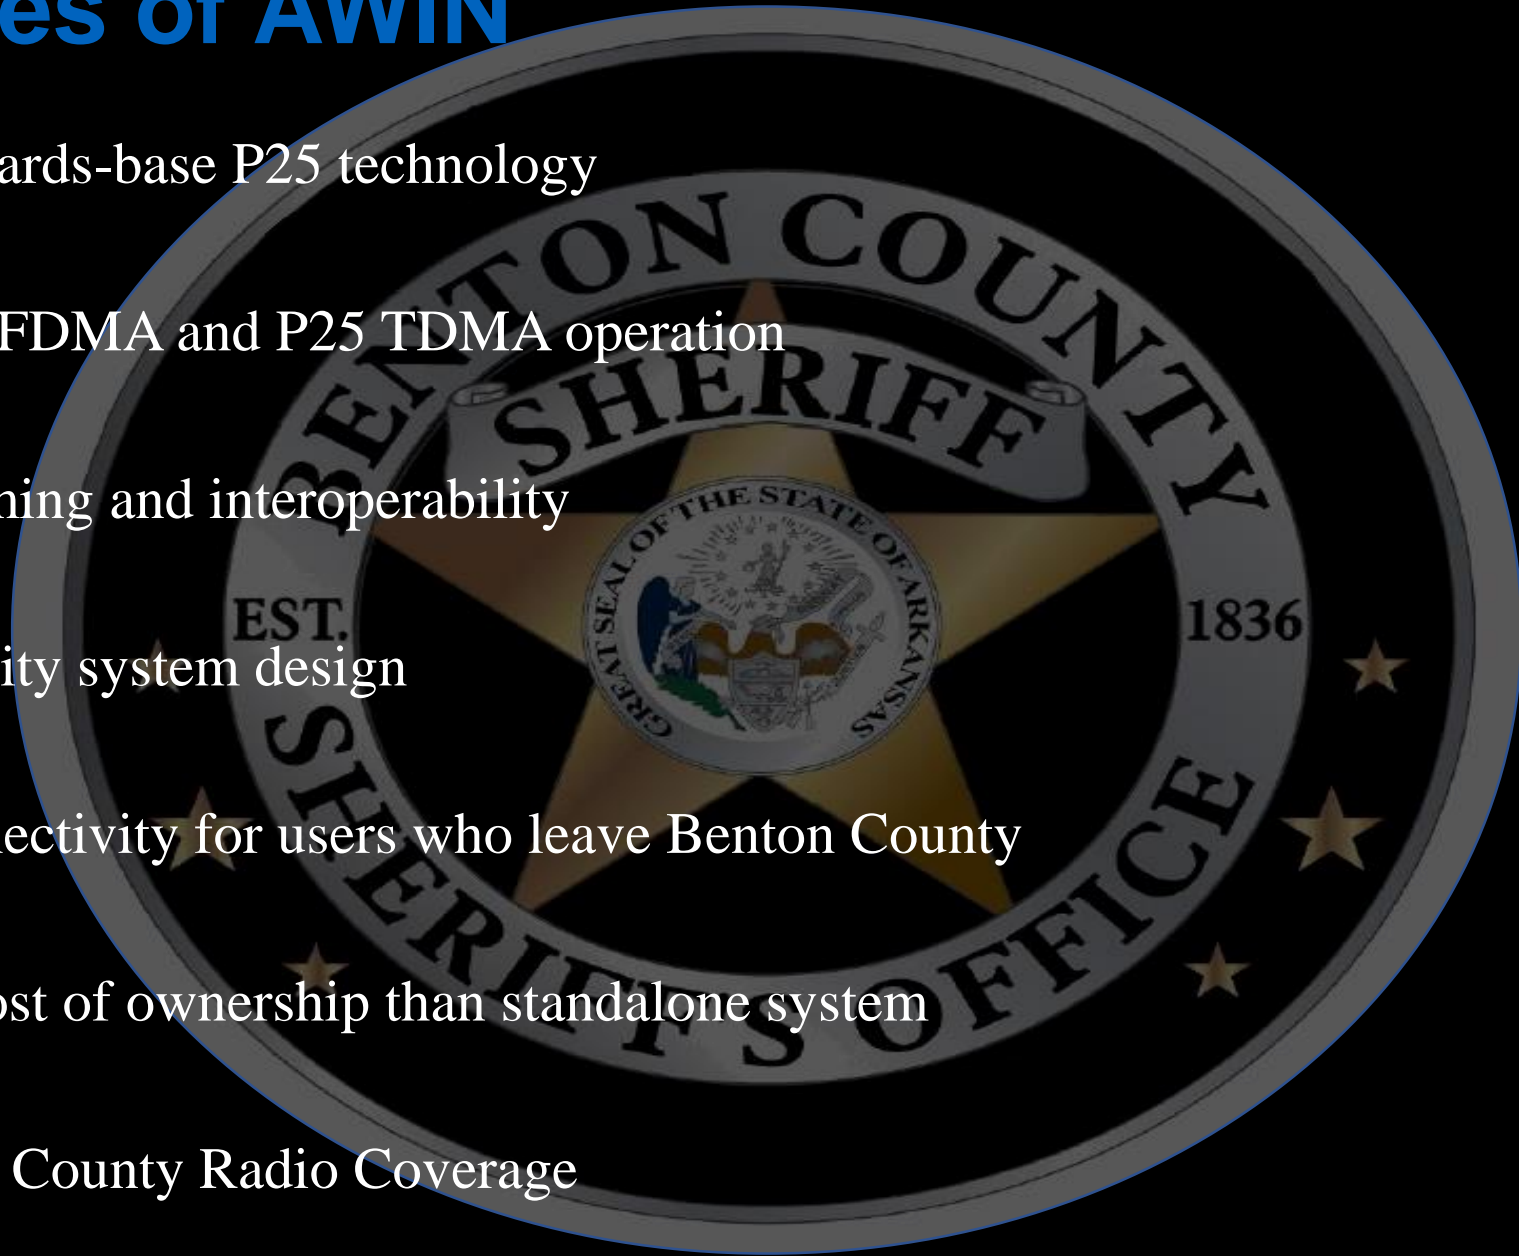 es of AWIN
ards-base P25 technology
FDMA and P25 TDMA operation
ning and interoperability
ity system design
ectivity for users who leave Benton County
ost of ownership than standalone system
County Radio Coverage
BENTON COUNTY
SHERIFF
GREAT SEAL OF THE STATE OF ARKANSAS
EST.
1836
SHERIFF'S OFFICE